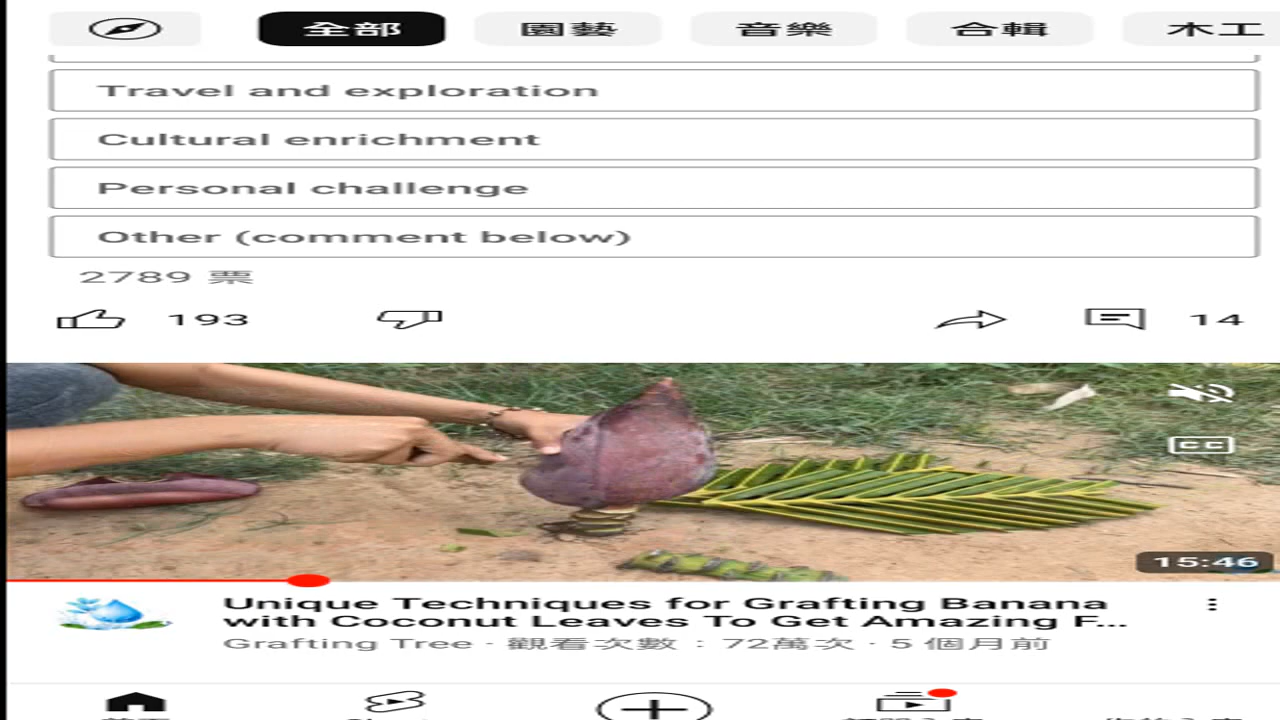 全部 園藝 音樂 合輯 木工
Travel and exploration
Cultural enrichment
Personal challenge
Other (comment below)
2789 票
193 14
CC
15:46
Unique Techniques for Grafting Banana
with Coconut Leaves To Get Amazing F...
Grafting Tree · 觀看次數：72萬次 · 5 個月前